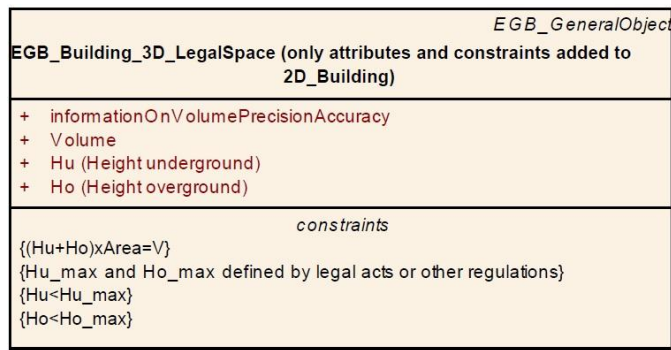 EGB_GeneralObject
EGB_Building_3D_LegalSpace (only attributes and constraints added to
2D_Building)
+ informationOnVolumePrecisionAccuracy
+ Volume
+ Hu (Height underground)
+ Ho (Height overground)
constraints
{(Hu+Ho)xArea=V}
{Hu_max and Ho_max defined by legal acts or other regulations}
{Hu<Hu_max}
{Ho<Ho_max}